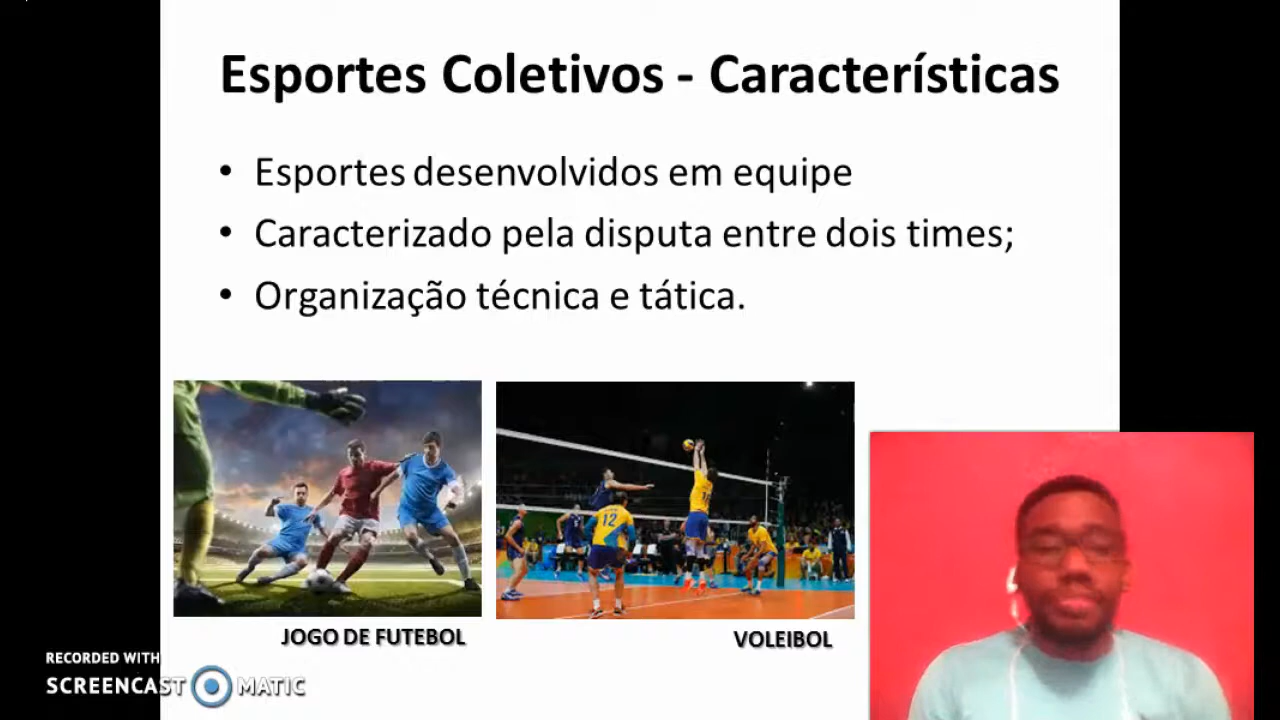 Esportes Coletivos - Características
• Esportes desenvolvidos em equipe
• Caracterizado pela disputa entre dois times;
• Organização técnica e tática.
12
JOGO DE FUTEBOL
VOLEIBOL
RECORDED WITH
SCREENCAST MATIC